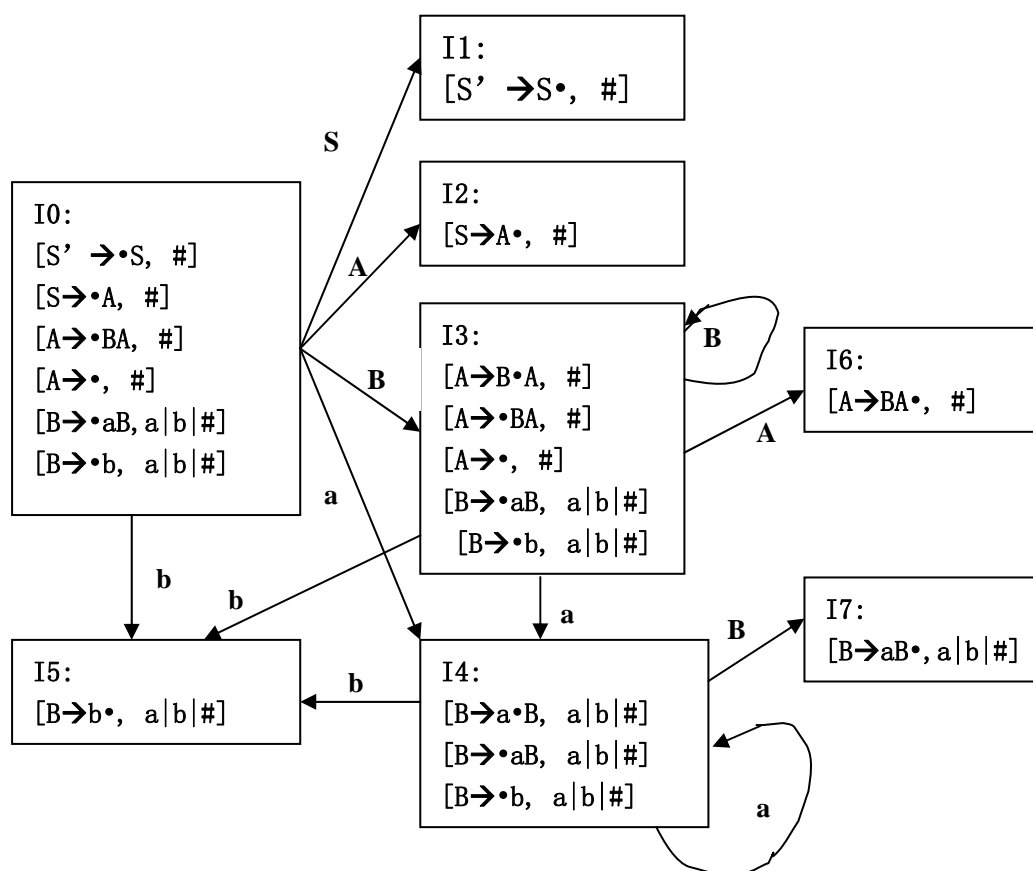 I1:
[S’ →S•, #]
S
I2:
[S→A•, #]
I0:
[S’ →•S, #]
[S→•A, #]
[A→•BA, #]
[A→•, #]
[B→•aB,a|b|#]
[B→•b, a|b|#]
A
I3:
[A→B•A, #]
[A→•BA, #]
[A→•, #]
[B→•aB, a|b|#]
[B→•b, a|b|#]
B
B
I6:
[A→BA•, #]
A
a
b
b
a
I7:
[B→aB•,a|b|#]
B
I5:
[B→b•, a|b|#]
b
I4:
[B→a•B, a|b|#]
[B→•aB, a|b|#]
[B→•b, a|b|#]
a